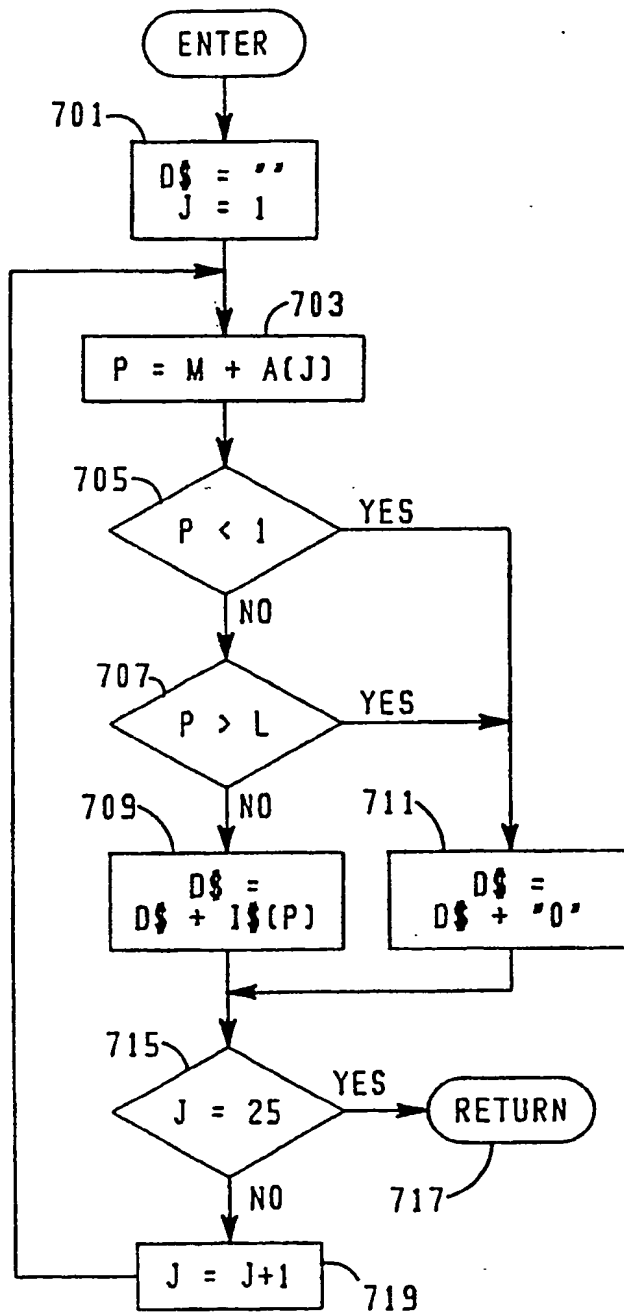 ENTER
701
D$ = ""
J = 1
703
P = M + A(J)
705
P < 1
YES
NO
707
P > L
YES
NO
709
D$ =
D$ + I$(P)
711
D$ =
D$ + "0"
715
J = 25
YES
RETURN
717
NO
J = J+1
719